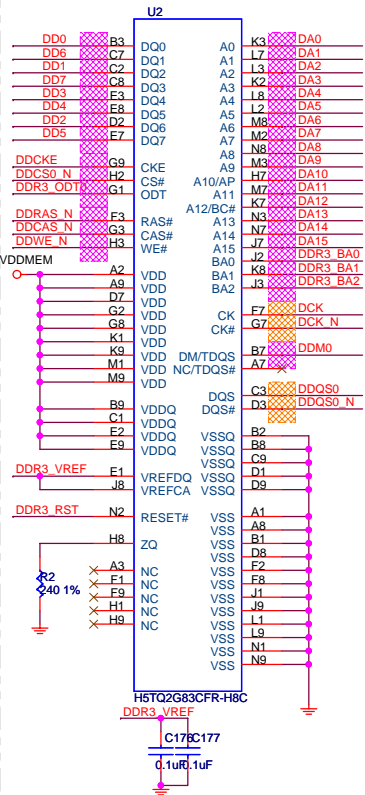 U2
DD0 B3 DQ0 A0 K3 DA0
DD6 C7 DQ1 A1 L7 DA1
DD1 C2 DQ2 A2 L3 DA2
DD7 C8 DQ3 A3 K2 DA3
DD3 E3 DQ4 A4 L8 DA4
DD4 E8 DQ5 A5 L2 DA5
DD2 D2 DQ6 A6 M8 DA6
DD5 E7 DQ7 A7 M2 DA7
A8 N8 DA8
DDCKE G9 CKE A9 M3 DA9
DDCS0_N H2 CS# A10/AP H7 DA10
DDR3_ODT0 G1 ODT A11 M7 DA11
A12/BC# K7 DA12
DDRAS_N F3 RAS# A13 N3 DA13
DDCAS_N G3 CAS# A14 N7 DA14
DDWE_N H3 WE# A15 J7 DA15
BA0 J2 DDR3_BA0
VDDMEM A2 VDD BA1 K8 DDR3_BA1
A9 VDD BA2 J3 DDR3_BA2
D7 VDD
G2 VDD CK F7 DCK
G8 VDD CK# G7 DCK_N
K1 VDD
K9 VDD DM/TDQS B7 DDM0
M1 VDD NC/TDQS# A7
M9 VDD
DQS C3 DDQS0
B9 VDDQ DQS# D3 DDQS0_N
C1 VDDQ
E2 VDDQ VSSQ B2
E9 VDDQ VSSQ B8
VSSQ C9
DDR3_VREF E1 VREFDQ VSSQ D1
J8 VREFCA VSSQ D9
DDR3_RST N2 RESET# VSS A1
VSS A8
H8 ZQ VSS B1
VSS D8
A3 NC VSS F2
R2 F1 NC VSS F8
240 1% F9 NC VSS J1
H1 NC VSS J9
H9 NC VSS L1
VSS L9
VSS N1
VSS N9
H5TQ2G83CFR-H8C
DDR3_VREF
C176 C177
0.1uF 0.1uF